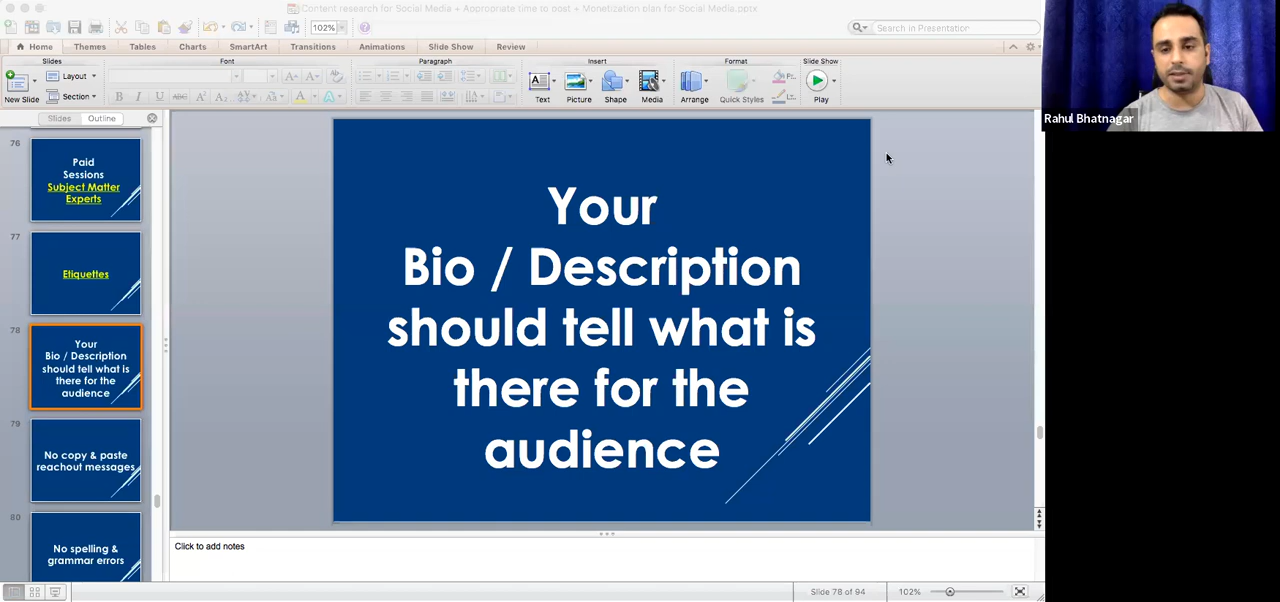 Content research for Social Media + Appropriate time to post + Monetization plan for Social Media.pptx
102%
Search in Presentation
Home
Themes
Tables
Charts
SmartArt
Transitions
Animations
Slide Show
Review
Slides
Font
Paragraph
Insert
Format
Slide Show
New Slide
Layout
Section
B I U ABC
Text
Picture
Shape
Media
Arrange
Quick Styles
Play
Slides
Outline
76
Paid
Sessions
Subject Matter
Experts
77
Etiquettes
78
Your
Bio / Description
should tell what is
there for the
audience
79
No copy & paste
reachout messages
80
No spelling &
grammar errors
Your
Bio / Description
should tell what is
there for the
audience
Click to add notes
Slide 78 of 94
102%
Rahul Bhatnagar